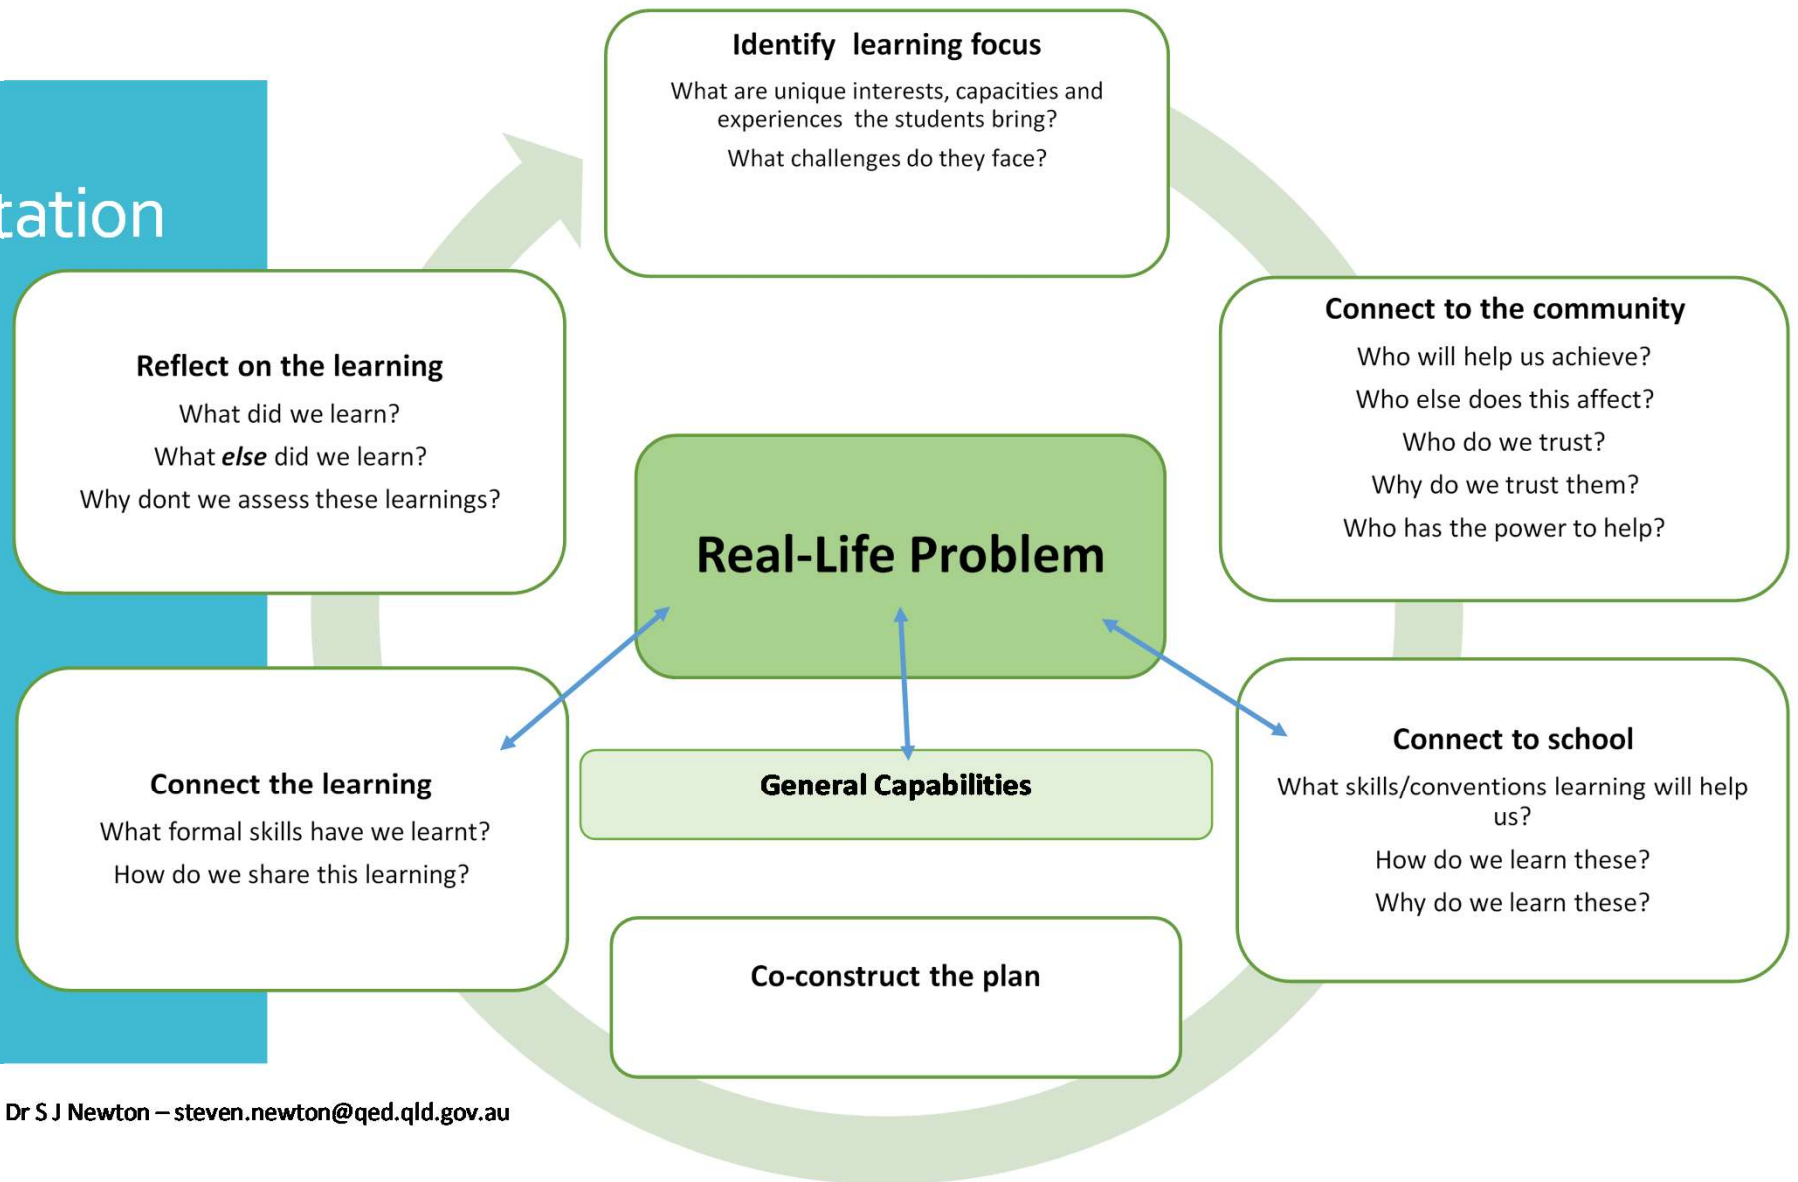 Identify learning focus
What are unique interests, capacities and
experiences the students bring?
What challenges do they face?
tation
Connect to the community
Who will help us achieve?
Who else does this affect?
Who do we trust?
Why do we trust them?
Who has the power to help?
Reflect on the learning
What did we learn?
What else did we learn?
Why dont we assess these learnings?
Real-Life Problem
Connect to school
What skills/conventions learning will help
us?
How do we learn these?
Why do we learn these?
Connect the learning
What formal skills have we learnt?
How do we share this learning?
General Capabilities
Co-construct the plan
Dr S J Newton – steven.newton@qed.qld.gov.au